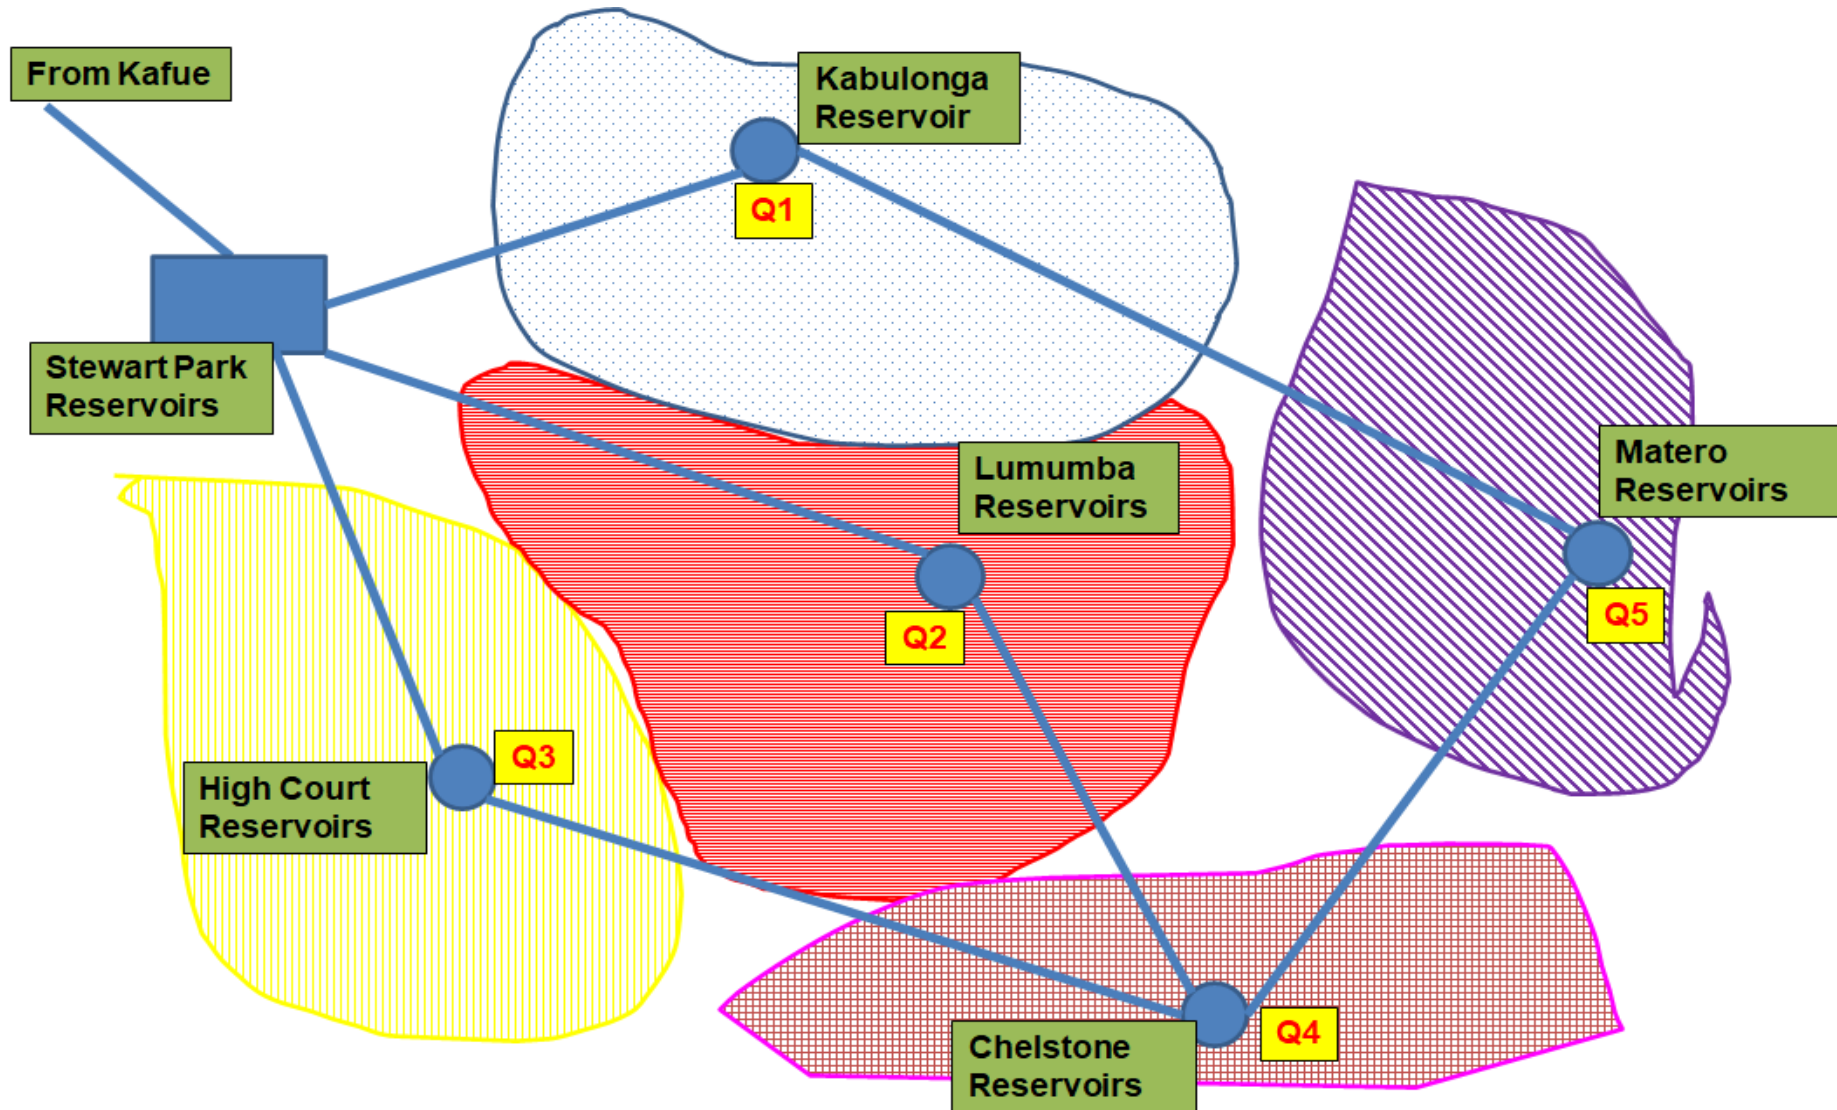 From Kafue
Kabulonga
Reservoir
Q1
Stewart Park
Reservoirs
Lumumba
Reservoirs
Matero
Reservoirs
Q2
Q5
Q3
High Court
Reservoirs
Q4
Chelstone
Reservoirs